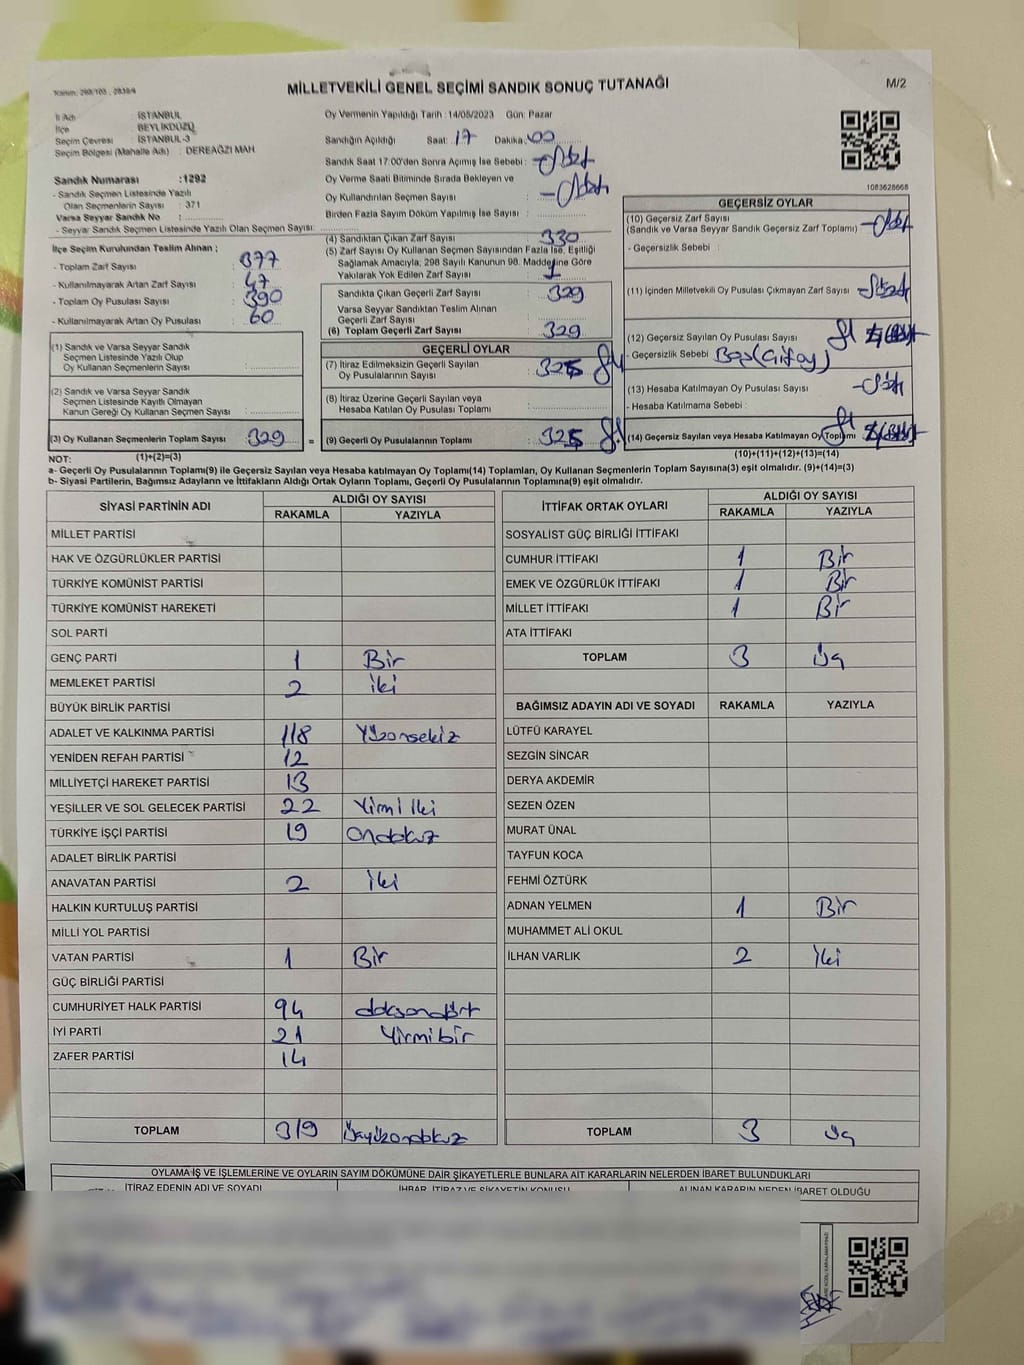 MİLLETVEKİLİ GENEL SEÇİMİ SANDIK SONUÇ TUTANAĞI
M/2
İl Adı : İSTANBUL
İlçe : BEYLİKDÜZÜ
Seçim Çevresi : İSTANBUL-3
Seçim Bölgesi (Mahalle Adı) : DEREAĞZI MAH
Sandık Numarası :1292
- Sandık Seçmen Listesinde Yazılı
Olan Seçmenlerin Sayısı : 371
Varsa Seyyar Sandık No :
- Seyyar Sandık Seçmen Listesinde Yazılı Olan Seçmen Sayısı:
Oy Vermenin Yapıldığı Tarih : 14/05/2023 Gün: Pazar
Sandığın Açıldığı Saat: 17 Dakika: 00
Sandık Saat 17:00'den Sonra Açımış İse Sebebi :
Oy Verme Saati Bitiminde Sırada Bekleyen ve
Oy Kullandırılan Seçmen Sayısı :
Birden Fazla Sayım Döküm Yapılmış İse Sayısı :
1083628668
İlçe Seçim Kurulundan Teslim Alınan ;
- Toplam Zarf Sayısı : 377
- Kullanılmayarak Artan Zarf Sayısı : 47
- Toplam Oy Pusulası Sayısı : 390
- Kullanılmayarak Artan Oy Pusulası : 60
(1) Sandık ve Varsa Seyyar Sandık
Seçmen Listesinde Yazılı Olup
Oy Kullanan Seçmenlerin Sayısı :
(2) Sandık ve Varsa Seyyar Sandık
Seçmen Listesinde Kayıtlı Olmayan
Kanun Gereği Oy Kullanan Seçmen Sayısı :
(3) Oy Kullanan Seçmenlerin Toplam Sayısı : 329 =
(4) Sandıktan Çıkan Zarf Sayısı : 330
(5) Zarf Sayısı Oy Kullanan Seçmen Sayısından Fazla İse, Eşitliği
Sağlamak Amacıyla, 298 Sayılı Kanunun 98. Maddesine Göre
Yakılarak Yok Edilen Zarf Sayısı : 1
Sandıkta Çıkan Geçerli Zarf Sayısı : 329
Varsa Seyyar Sandıktan Teslim Alınan
Geçerli Zarf Sayısı :
(6) Toplam Geçerli Zarf Sayısı : 329
GEÇERLİ OYLAR
(7) İtiraz Edilmeksizin Geçerli Sayılan
Oy Pusulalarının Sayısı : 325
(8) İtiraz Üzerine Geçerli Sayılan veya
Hesaba Katılan Oy Pusulası Toplamı :
(9) Geçerli Oy Pusulalarının Toplamı : 325
GEÇERSİZ OYLAR
(10) Geçersiz Zarf Sayısı :
(Sandık ve Varsa Seyyar Sandık Geçersiz Zarf Toplamı)
- Geçersizlik Sebebi :
(11) İçinden Milletvekili Oy Pusulası Çıkmayan Zarf Sayısı :
(12) Geçersiz Sayılan Oy Pusulası Sayısı :
- Geçersizlik Sebebi :
(13) Hesaba Katılmayan Oy Pusulası Sayısı :
- Hesaba Katılmama Sebebi :
(14) Geçersiz Sayılan veya Hesaba Katılmayan Oy Toplamı
(10)+(11)+(12)+(13)=(14)
NOT: (1)+(2)=(3)
a- Geçerli Oy Pusulalarının Toplamı(9) ile Geçersiz Sayılan veya Hesaba katılmayan Oy Toplamı(14) Toplamları, Oy Kullanan Seçmenlerin Toplam Sayısına(3) eşit olmalıdır. (9)+(14)=(3)
b- Siyasi Partilerin, Bağımsız Adayların ve İttifakların Aldığı Ortak Oyların Toplamı, Geçerli Oy Pusulalarının Toplamına(9) eşit olmalıdır.
SİYASİ PARTİNİN ADI ALDIĞI OY SAYISI
RAKAMLA YAZIYLA
MİLLET PARTİSİ
HAK VE ÖZGÜRLÜKLER PARTİSİ
TÜRKİYE KOMÜNİST PARTİSİ
TÜRKİYE KOMÜNİST HAREKETİ
SOL PARTİ
GENÇ PARTİ 1 Bir
MEMLEKET PARTİSİ 2 iki
BÜYÜK BİRLİK PARTİSİ
ADALET VE KALKINMA PARTİSİ 118 Yüzonsekiz
YENİDEN REFAH PARTİSİ 12
MİLLİYETÇİ HAREKET PARTİSİ 13
YEŞİLLER VE SOL GELECEK PARTİSİ 22 Yirmi iki
TÜRKİYE İŞÇİ PARTİSİ 19 ondokuz
ADALET BİRLİK PARTİSİ
ANAVATAN PARTİSİ 2 iki
HALKIN KURTULUŞ PARTİSİ
MİLLİ YOL PARTİSİ
VATAN PARTİSİ 1 Bir
GÜÇ BİRLİĞİ PARTİSİ
CUMHURİYET HALK PARTİSİ 94 doksandört
İYİ PARTİ 21 Yirmibir
ZAFER PARTİSİ 14
TOPLAM 319 Üçyüzondokuz
İTTİFAK ORTAK OYLARI ALDIĞI OY SAYISI
RAKAMLA YAZIYLA
SOSYALİST GÜÇ BİRLİĞİ İTTİFAKI
CUMHUR İTTİFAKI 1 Bir
EMEK VE ÖZGÜRLÜK İTTİFAKI 1 Bir
MİLLET İTTİFAKI 1 Bir
ATA İTTİFAKI
TOPLAM 3 Üç
BAĞIMSIZ ADAYIN ADI VE SOYADI RAKAMLA YAZIYLA
LÜTFÜ KARAYEL
SEZGİN SİNCAR
DERYA AKDEMİR
SEZEN ÖZEN
MURAT ÜNAL
TAYFUN KOCA
FEHMİ ÖZTÜRK
ADNAN YELMEN 1 Bir
MUHAMMET ALİ OKUL
İLHAN VARLIK 2 iki
TOPLAM 3 Üç
OYLAMA İŞ VE İŞLEMLERİNE VE OYLARIN SAYIM DÖKÜMÜNE DAİR ŞİKAYETLERLE BUNLARA AİT KARARLARIN NELERDEN İBARET BULUNDUKLARI
İTİRAZ EDENİN ADI VE SOYADI İHBAR, İTİRAZ VE ŞİKAYETİN KONUSU ALINAN KARARIN NEDEN İBARET OLDUĞU